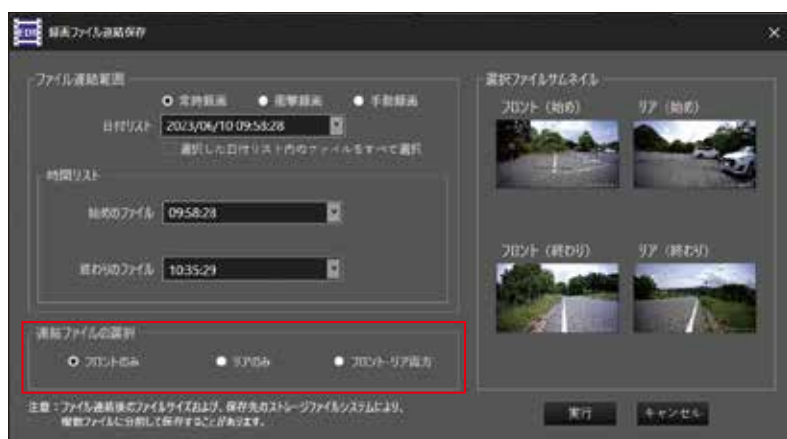 録画ファイル連結保存
ファイル連結範囲
常時録画 衝撃録画 手動録画
日付リスト 2023/06/10 09:58:28
選択した日付リスト内のファイルをすべて選択
時間リスト
始めのファイル 09:58:28
終わりのファイル 10:35:29
連結ファイルの選択
フロントのみ リアのみ フロント・リア両方
注意：ファイル連結後のファイルサイズおよび、保存先のストレージファイルシステムにより、
複数ファイルに分割して保存することがあります。
選択ファイルサムネイル
フロント（始め） リア（始め）
フロント（終わり） リア（終わり）
実行 キャンセル